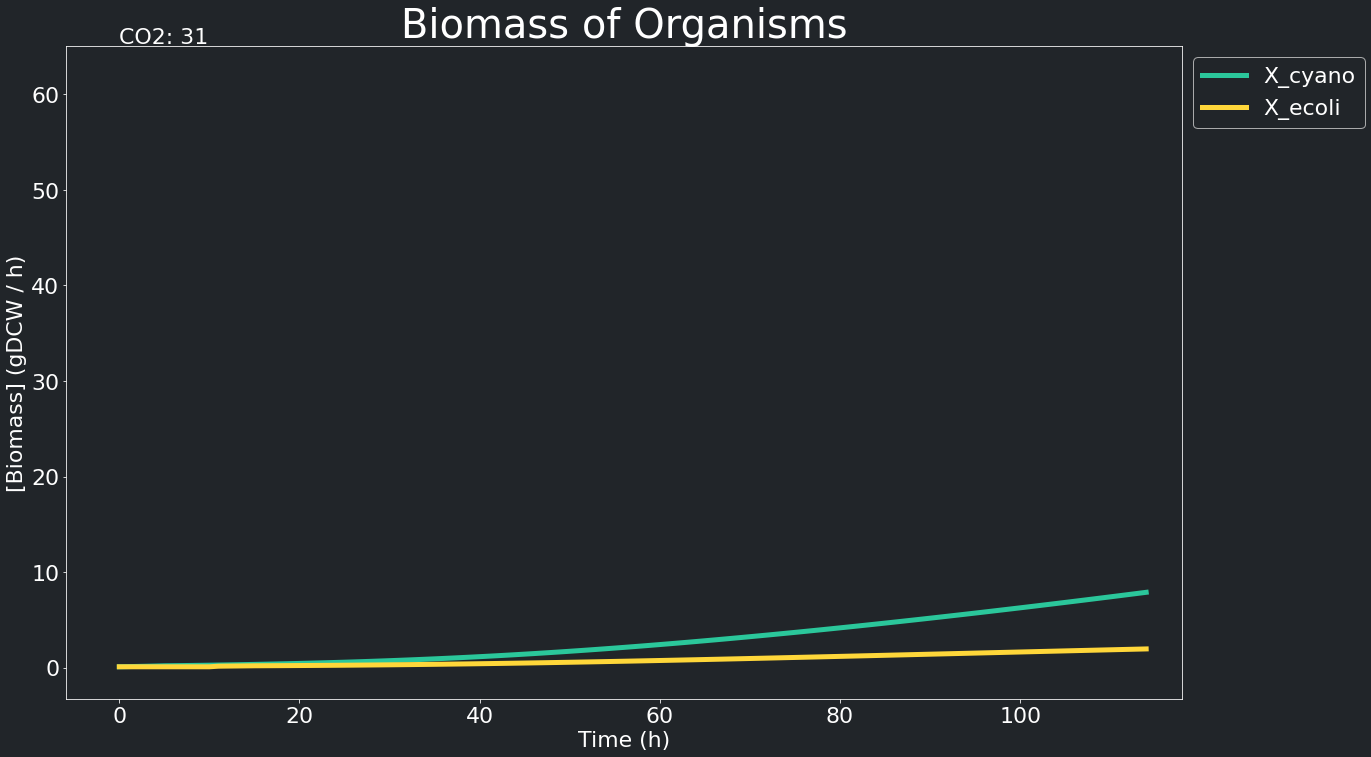 Biomass of Organisms
CO2: 31
X_cyano
X_ecoli
[Biomass] (gDCW / h)
60
50
40
30
20
10
0
0 20 40 60 80 100
Time (h)